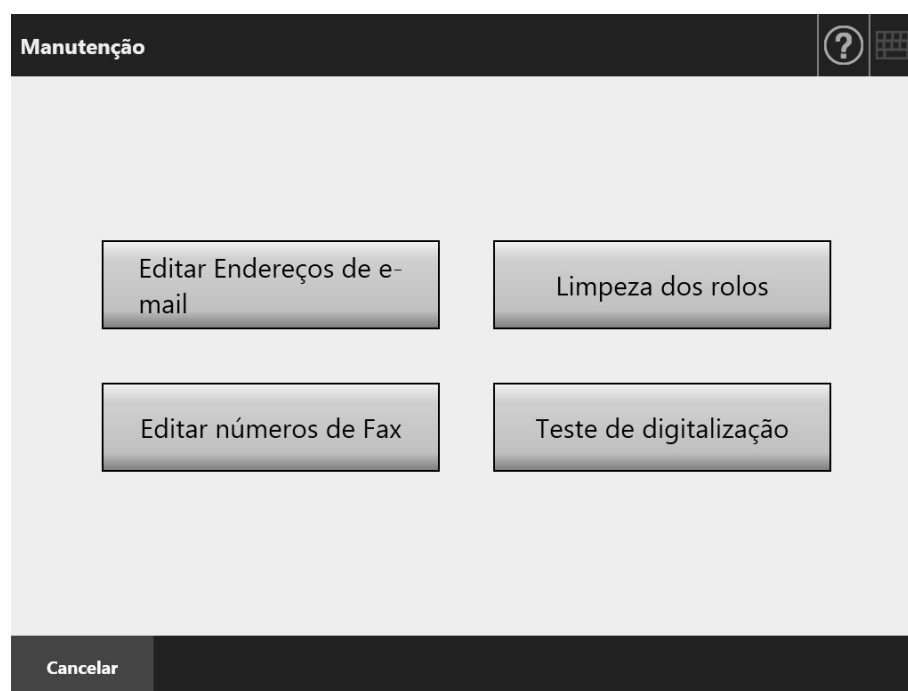 Manutenção
?
Editar Endereços de e-
mail
Limpeza dos rolos
Editar números de Fax
Teste de digitalização
Cancelar